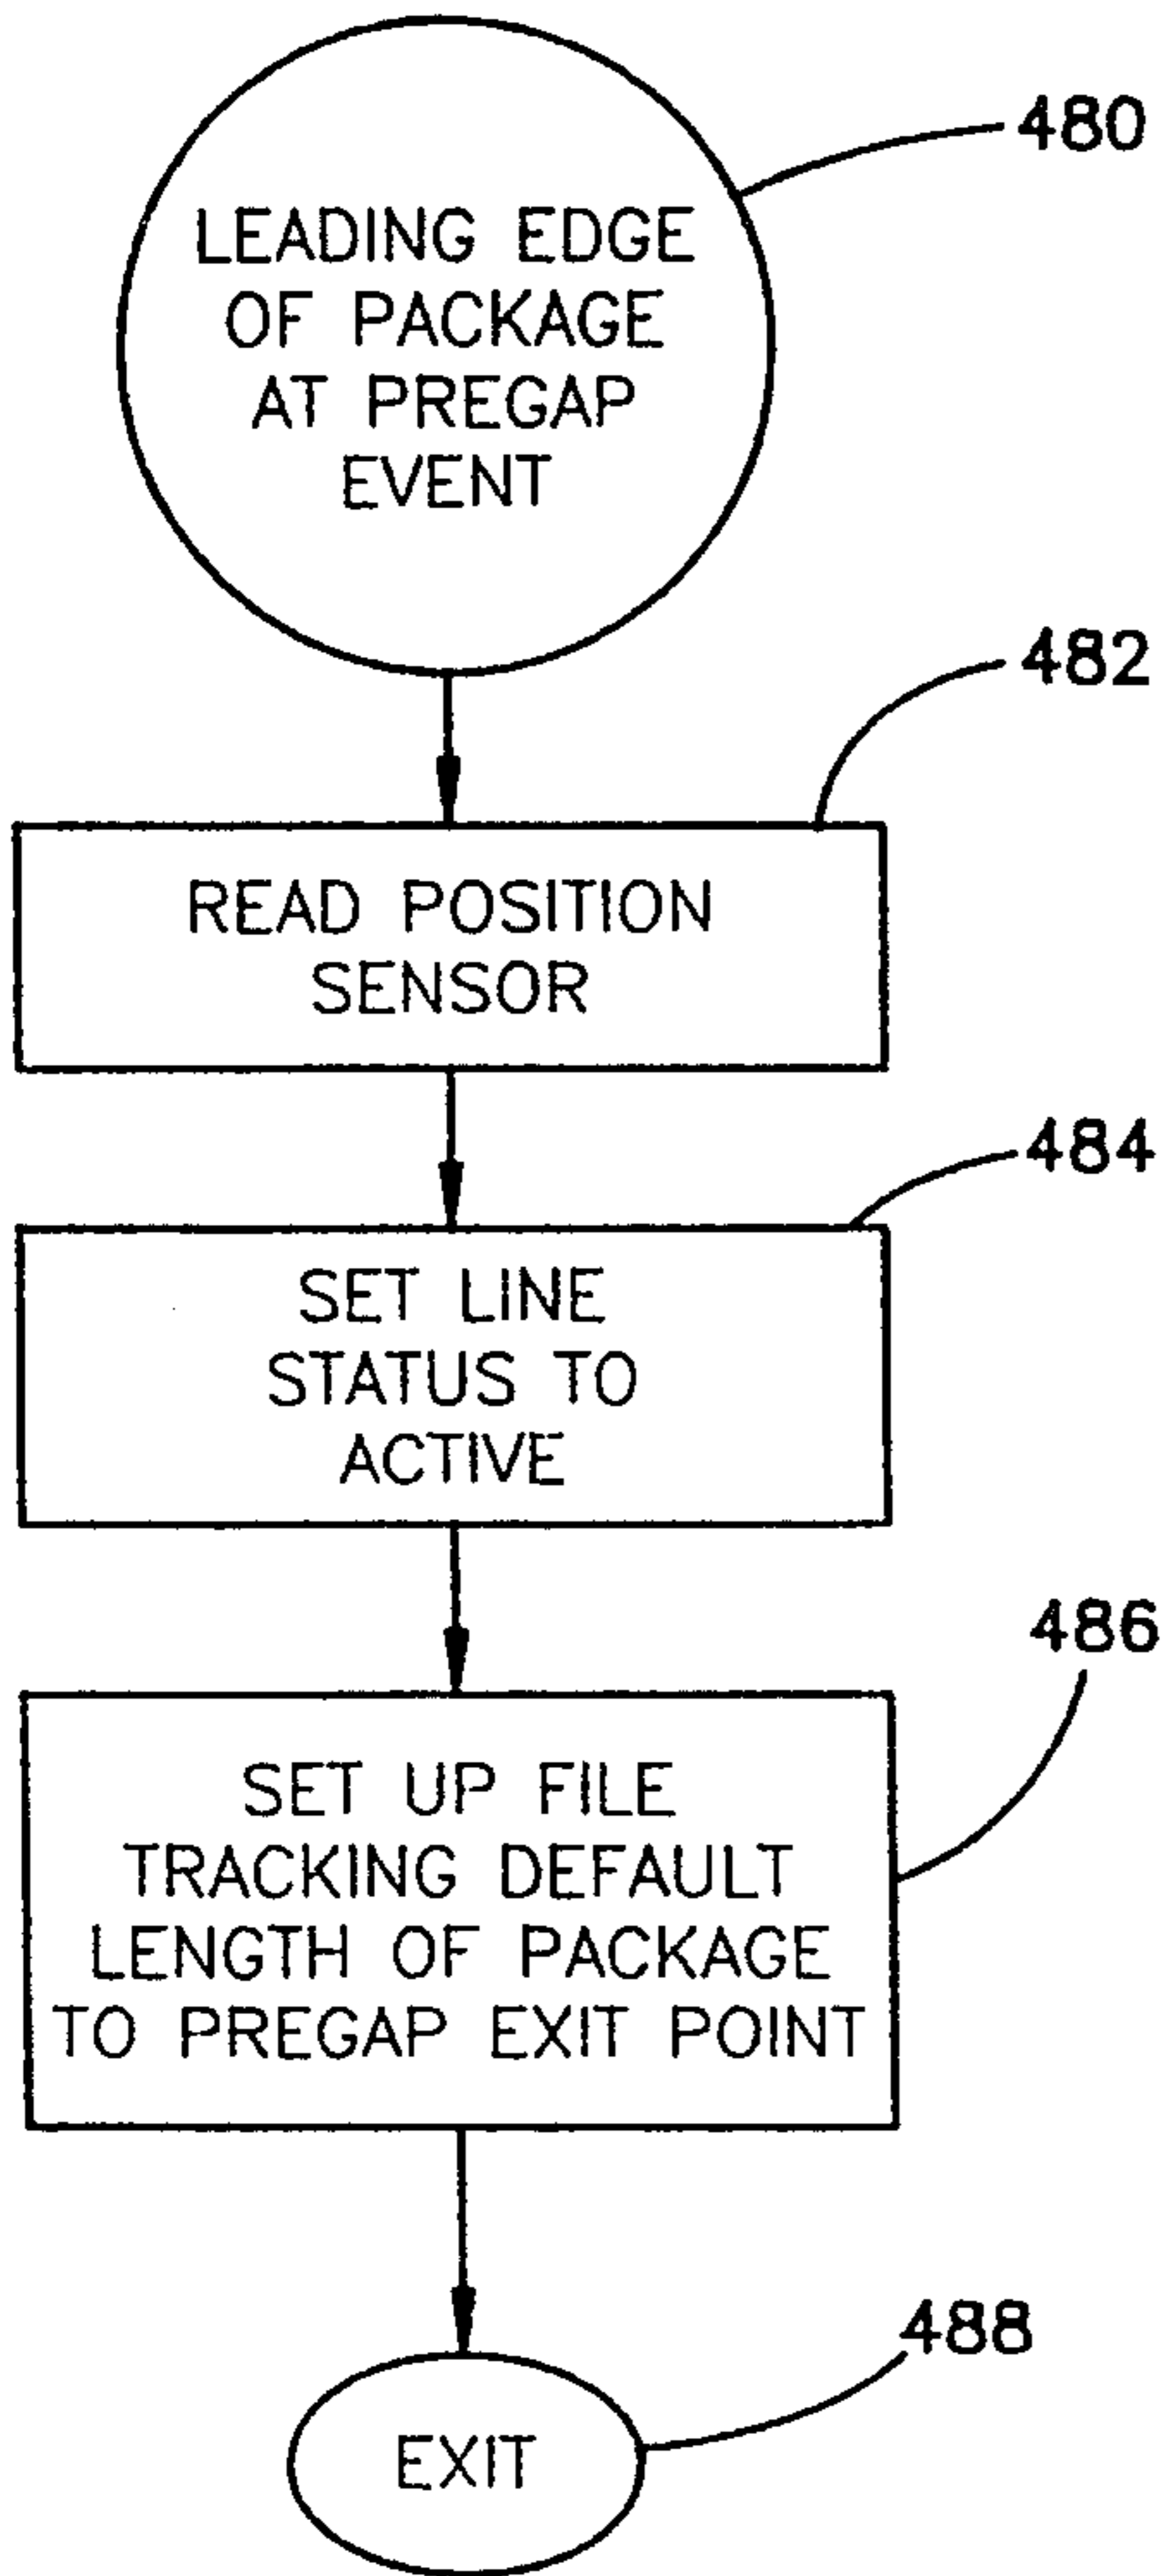 480
LEADING EDGE
OF PACKAGE
AT PREGAP
EVENT
482
READ POSITION
SENSOR
484
SET LINE
STATUS TO
ACTIVE
486
SET UP FILE
TRACKING DEFAULT
LENGTH OF PACKAGE
TO PREGAP EXIT POINT
488
EXIT